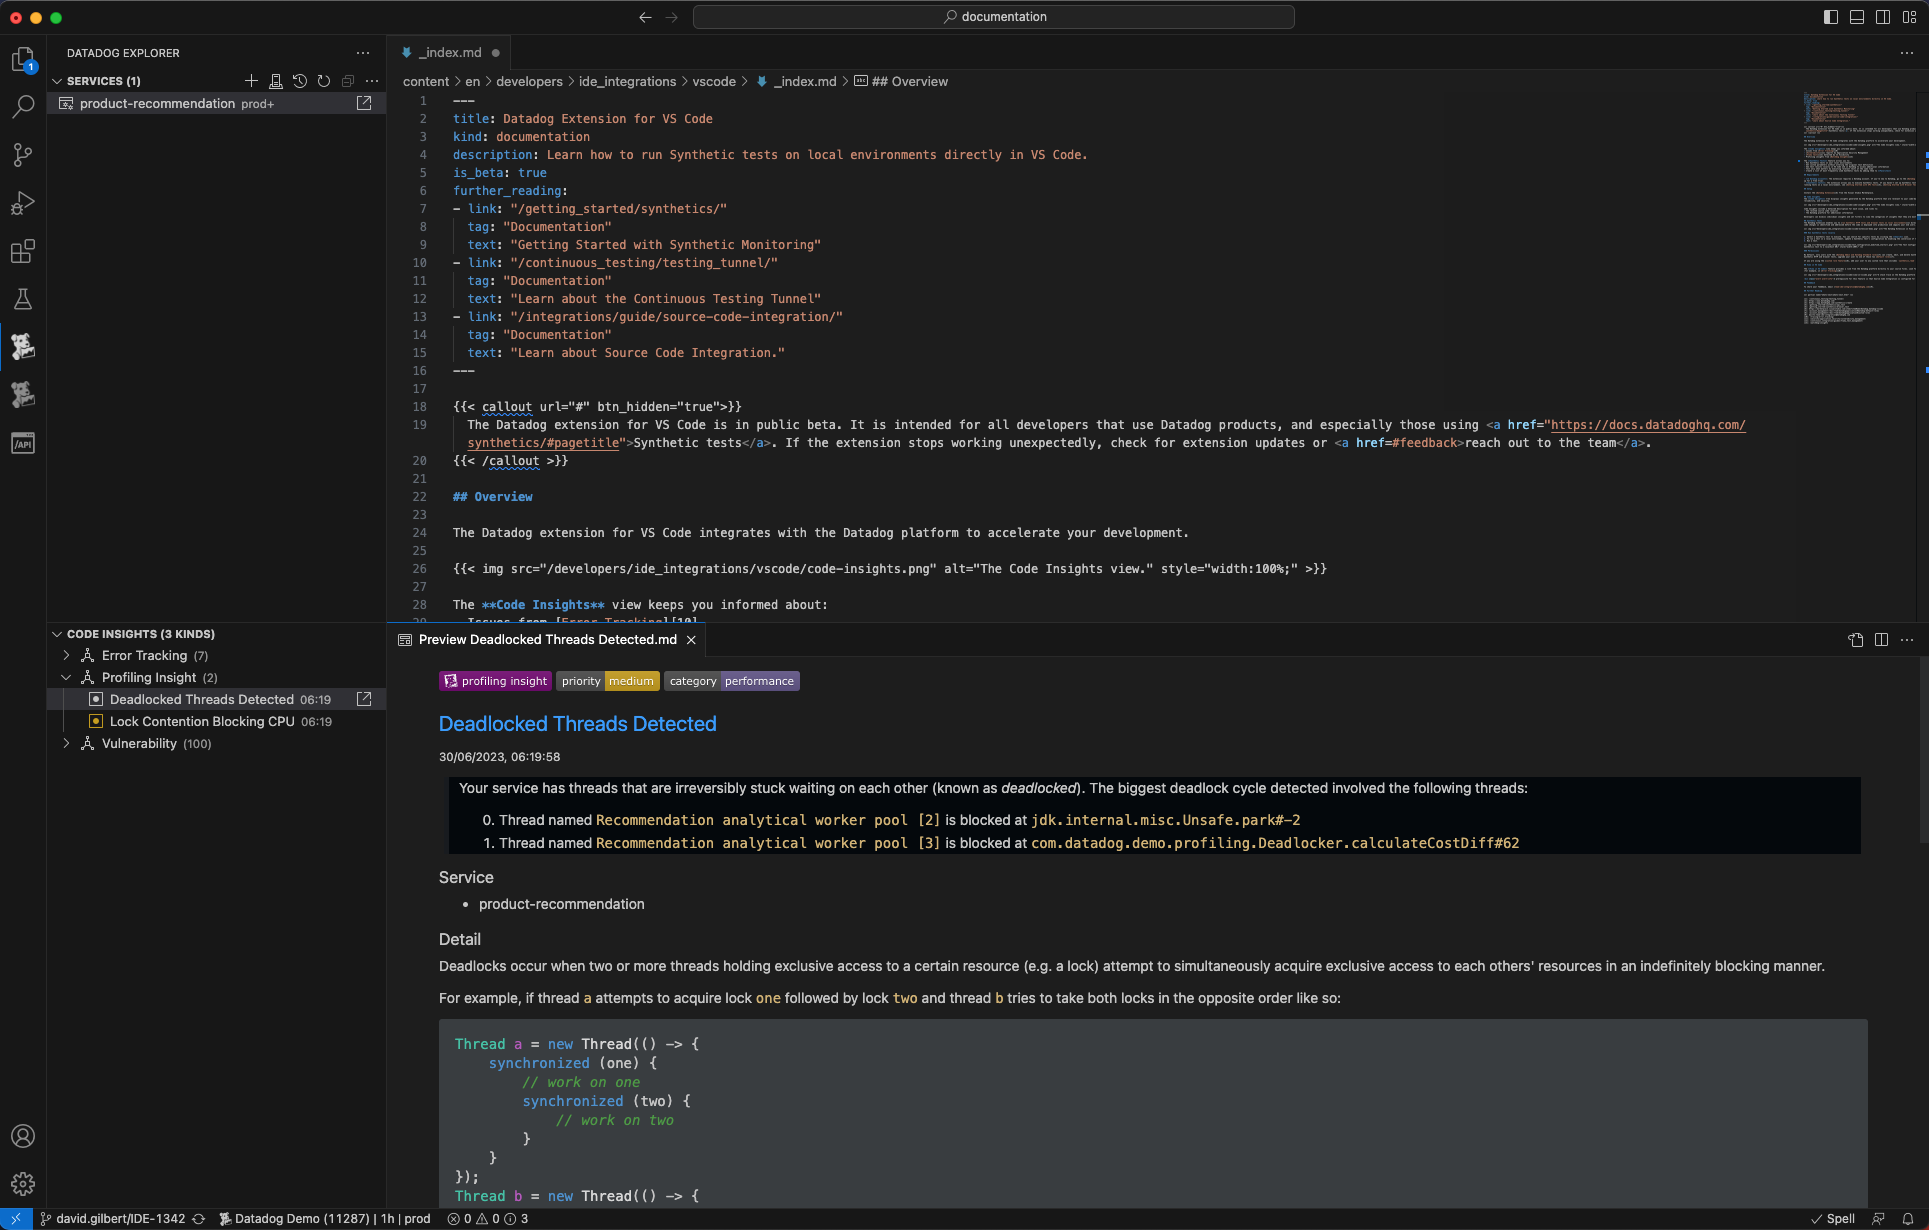 documentation
DATADOG EXPLORER
SERVICES (1)
product-recommendation prod+
1
_index.md
content > en > developers > ide_integrations > vscode > _index.md > ## Overview
1 ---
2 title: Datadog Extension for VS Code
3 kind: documentation
4 description: Learn how to run Synthetic tests on local environments directly in VS Code.
5 is_beta: true
6 further_reading:
7 - link: "/getting_started/synthetics/"
8 tag: "Documentation"
9 text: "Getting Started with Synthetic Monitoring"
10 - link: "/continuous_testing/testing_tunnel/"
11 tag: "Documentation"
12 text: "Learn about the Continuous Testing Tunnel"
13 - link: "/integrations/guide/source-code-integration/"
14 tag: "Documentation"
15 text: "Learn about Source Code Integration."
16 ---
17
18 {{< callout url="#" btn_hidden="true">}}
19 The Datadog extension for VS Code is in public beta. It is intended for all developers that use Datadog products, and especially those using <a href="https://docs.datadoghq.com/
synthetics/#pagetitle">Synthetic tests</a>. If the extension stops working unexpectedly, check for extension updates or <a href=#feedback>reach out to the team</a>.
20 {{< /callout >}}
21
22 ## Overview
23
24 The Datadog extension for VS Code integrates with the Datadog platform to accelerate your development.
25
26 {{< img src="/developers/ide_integrations/vscode/code-insights.png" alt="The Code Insights view." style="width:100%;" >}}
27
28 The **Code Insights** view keeps you informed about:
29 - Issues from [Error Tracking][10]
/API
CODE INSIGHTS (3 KINDS)
Error Tracking (7)
Profiling Insight (2)
Deadlocked Threads Detected 06:19
Lock Contention Blocking CPU 06:19
Vulnerability (100)
Preview Deadlocked Threads Detected.md
profiling insight priority medium category performance
Deadlocked Threads Detected
30/06/2023, 06:19:58
Your service has threads that are irreversibly stuck waiting on each other (known as deadlocked). The biggest deadlock cycle detected involved the following threads:
0. Thread named Recommendation analytical worker pool [2] is blocked at jdk.internal.misc.Unsafe.park#-2
1. Thread named Recommendation analytical worker pool [3] is blocked at com.datadog.demo.profiling.Deadlocker.calculateCostDiff#62
Service
• product-recommendation
Detail
Deadlocks occur when two or more threads holding exclusive access to a certain resource (e.g. a lock) attempt to simultaneously acquire exclusive access to each others' resources in an indefinitely blocking manner.
For example, if thread a attempts to acquire lock one followed by lock two and thread b tries to take both locks in the opposite order like so:
Thread a = new Thread(() -> {
synchronized (one) {
// work on one
synchronized (two) {
// work on two
}
}
});
Thread b = new Thread(() -> {
david.gilbert/IDE-1342 Datadog Demo (11287) | 1h | prod 0 0 3
Spell